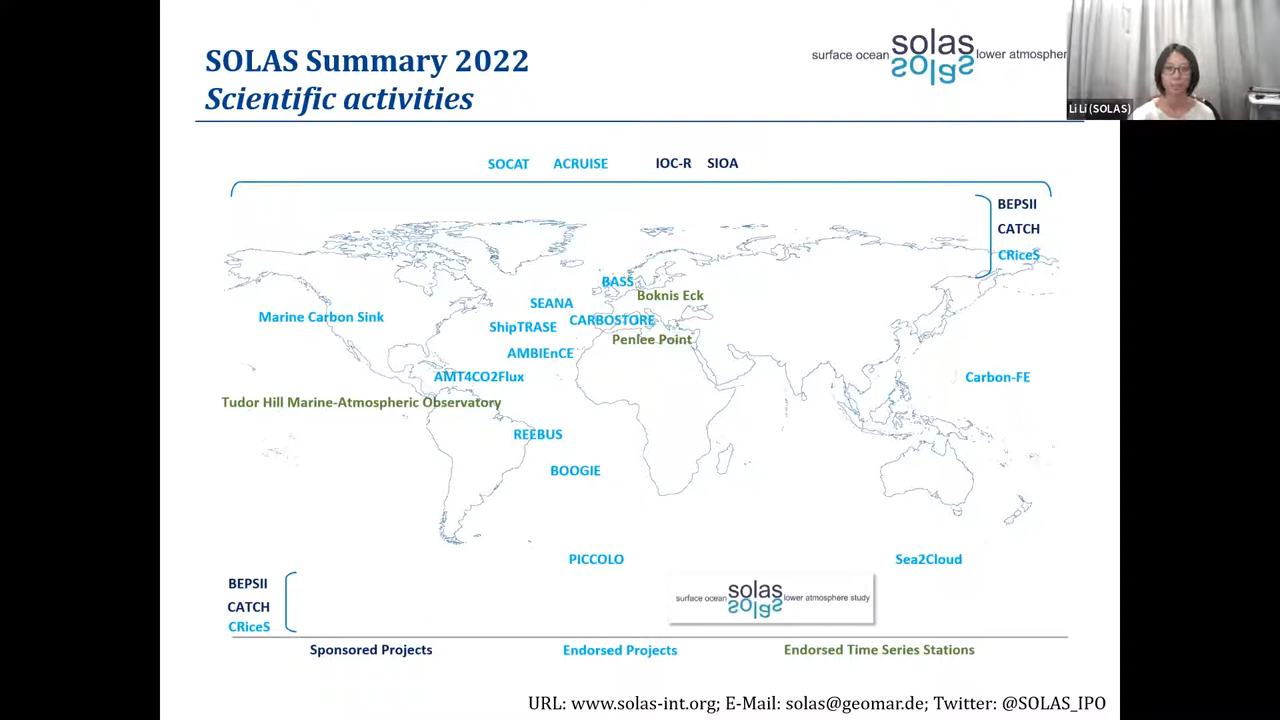 SOLAS Summary 2022
Scientific activities
surface ocean solas lower atmospher
solas
Li Li (SOLAS)
SOCAT ACRUISE IOC-R SIOA
BEPSII
CATCH
CRiceS
BASS
Boknis Eck
SEANA
Marine Carbon Sink
CARBOSTORE
ShipTRASE
Penlee Point
AMBIEnCE
AMT4CO2Flux
Carbon-FE
Tudor Hill Marine-Atmospheric Observatory
REEBUS
BOOGIE
PICCOLO
Sea2Cloud
BEPSII
CATCH
CRiceS
surface ocean solas lower atmosphere study
solas
Sponsored Projects Endorsed Projects Endorsed Time Series Stations
URL: www.solas-int.org; E-Mail: solas@geomar.de; Twitter: @SOLAS_IPO